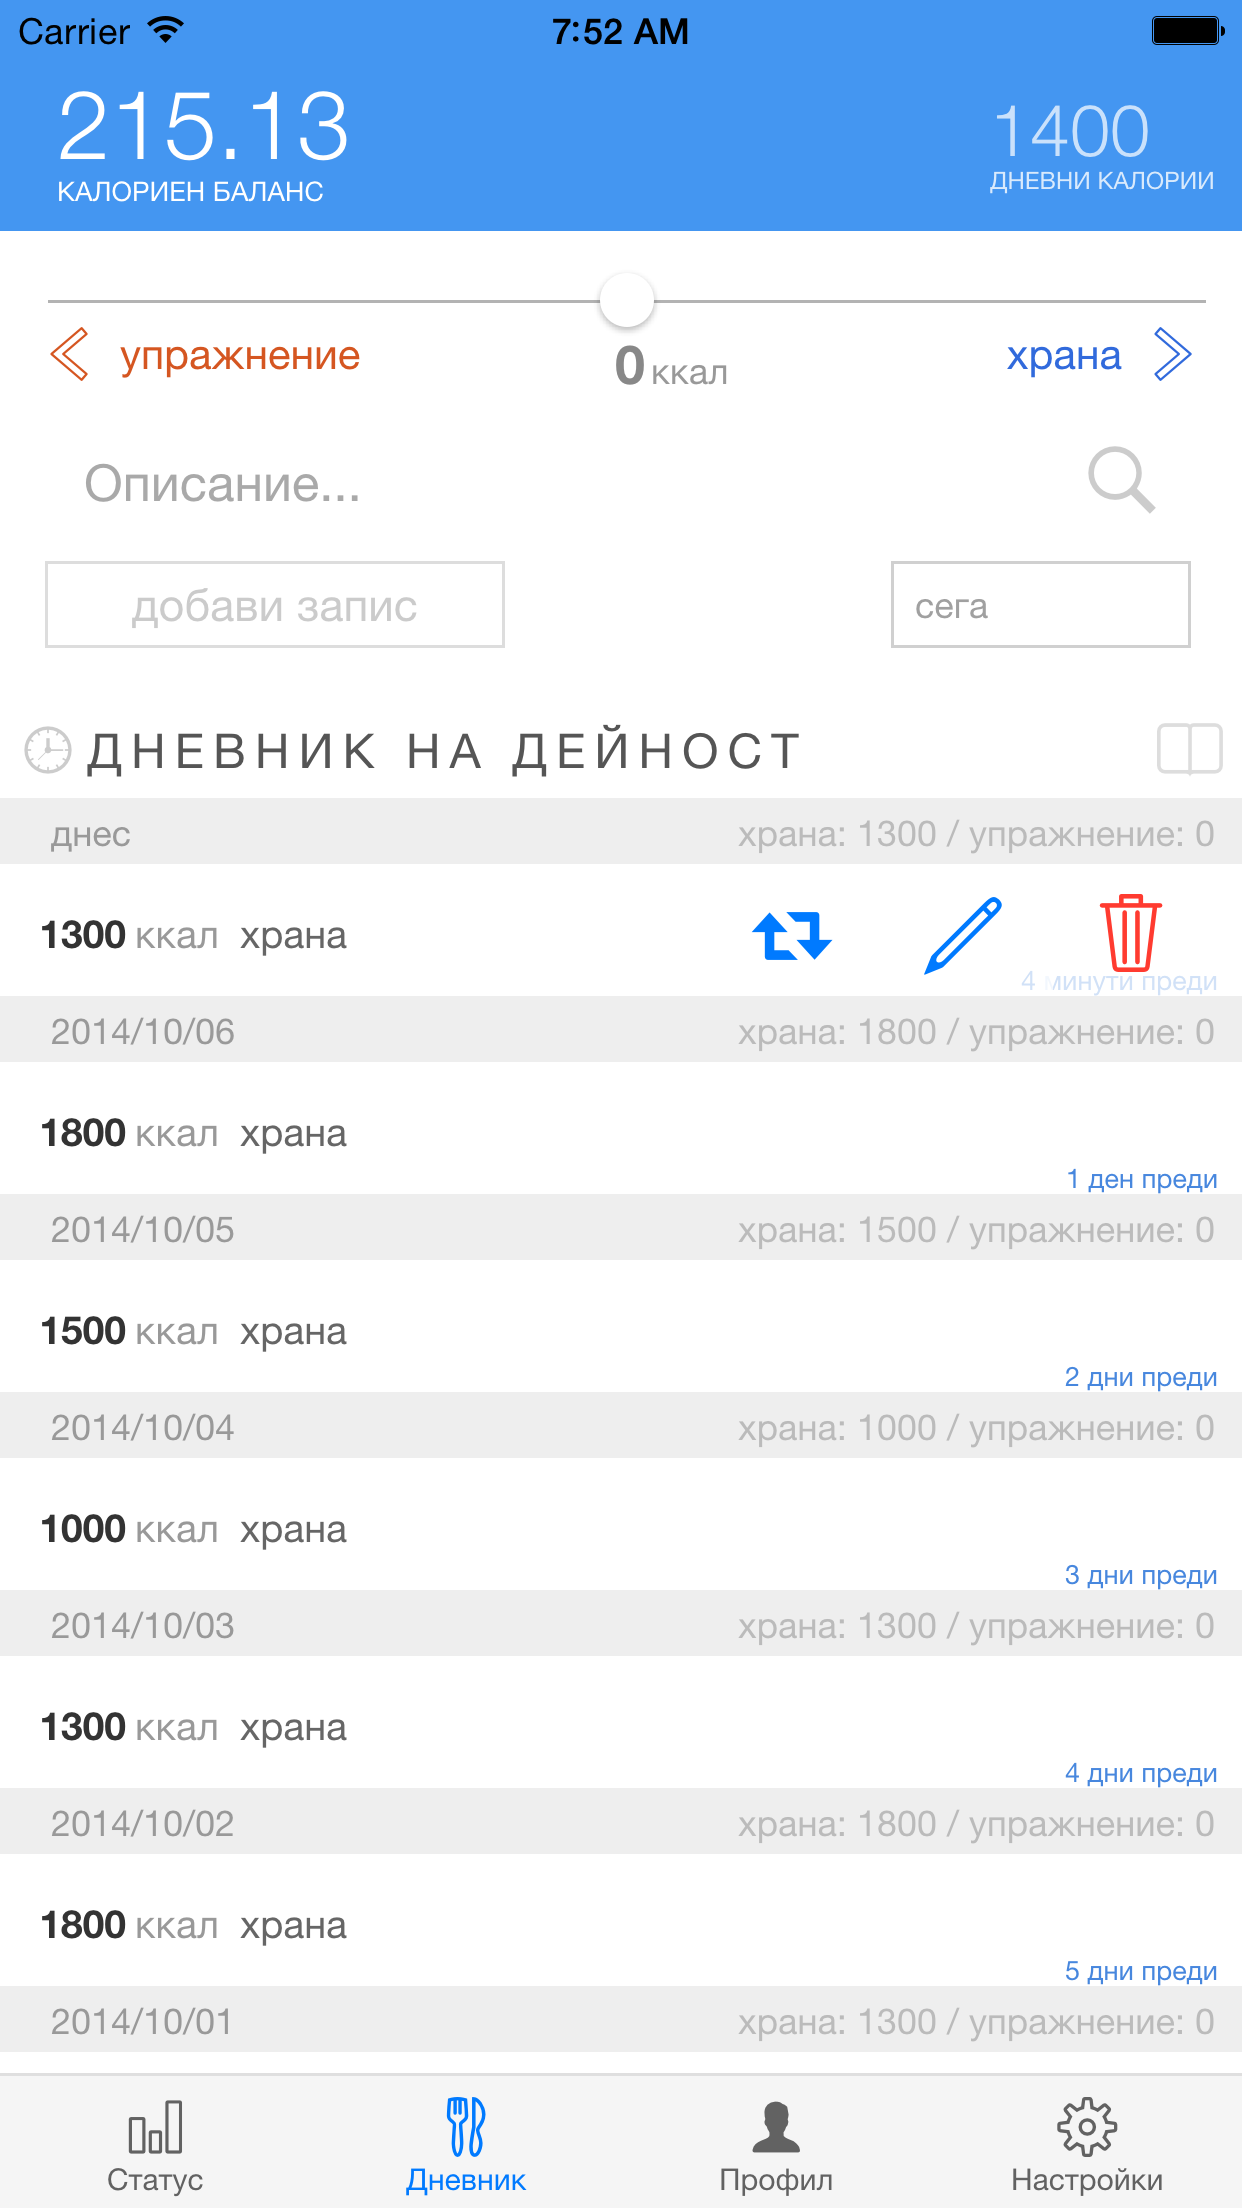 Carrier 7:52 AM
215.13
КАЛОРИЕН БАЛАНС
1400
ДНЕВНИ КАЛОРИИ
упражнение
0 ккал
храна
Описание...
добави запис
сега
ДНЕВНИК НА ДЕЙНОСТ
днес храна: 1300 / упражнение: 0
1300 ккал храна
4 минути преди
2014/10/06 храна: 1800 / упражнение: 0
1800 ккал храна
1 ден преди
2014/10/05 храна: 1500 / упражнение: 0
1500 ккал храна
2 дни преди
2014/10/04 храна: 1000 / упражнение: 0
1000 ккал храна
3 дни преди
2014/10/03 храна: 1300 / упражнение: 0
1300 ккал храна
4 дни преди
2014/10/02 храна: 1800 / упражнение: 0
1800 ккал храна
5 дни преди
2014/10/01 храна: 1300 / упражнение: 0
Статус Дневник Профил Настройки